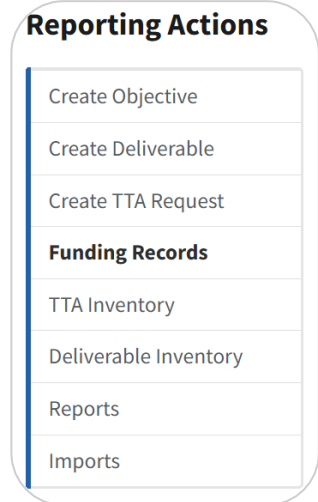 Reporting Actions
Create Objective
Create Deliverable
Create TTA Request
Funding Records
TTA Inventory
Deliverable Inventory
Reports
Imports